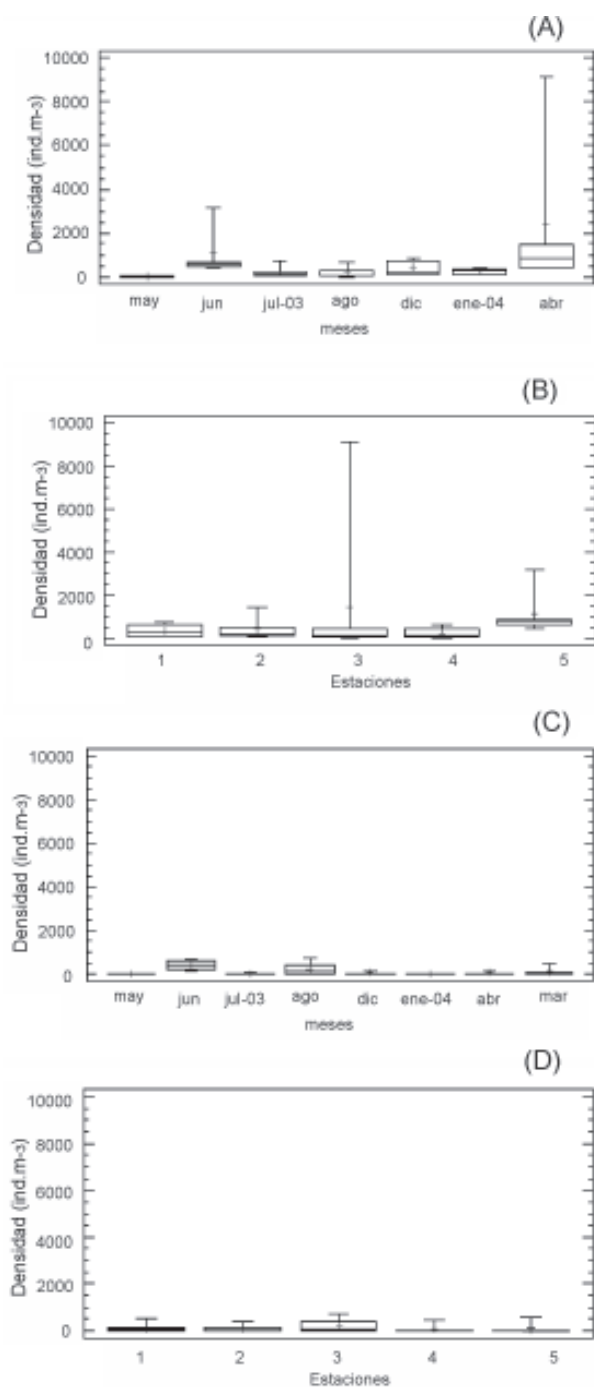 (A)
Densidad (ind.m-3)
10000
8000
6000
4000
2000
0
may jun jul-03 ago dic ene-04 abr
meses
(B)
Densidad (ind.m-3)
10000
8000
6000
4000
2000
0
1 2 3 4 5
Estaciones
(C)
Densidad (ind.m-3)
10000
8000
6000
4000
2000
0
may jun jul-03 ago dic ene-04 abr mar
meses
(D)
Densidad (ind.m-3)
10000
8000
6000
4000
2000
0
1 2 3 4 5
Estaciones